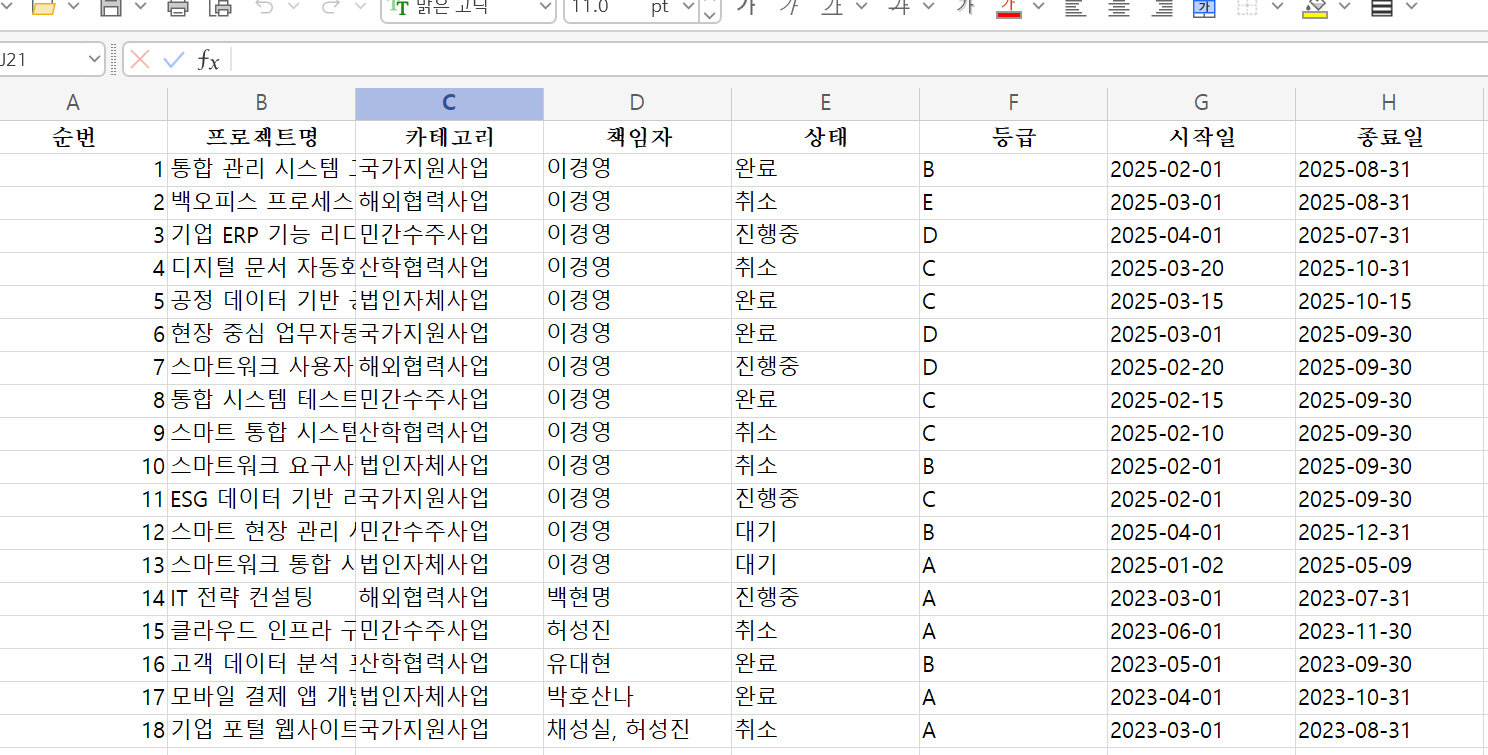 맑은 고딕 11.0 pt 가 가 가 가 가 가 가
J21 fx
A B C D E F G H
순번 프로젝트명 카테고리 책임자 상태 등급 시작일 종료일
1 통합 관리 시스템 국가지원사업 이경영 완료 B 2025-02-01 2025-08-31
2 백오피스 프로세스 해외협력사업 이경영 취소 E 2025-03-01 2025-08-31
3 기업 ERP 기능 민간수주사업 이경영 진행중 D 2025-04-01 2025-07-31
4 디지털 문서 산학협력사업 이경영 취소 C 2025-03-20 2025-10-31
5 공정 데이터 기반 법인자체사업 이경영 완료 C 2025-03-15 2025-10-15
6 현장 중심 업무자동 국가지원사업 이경영 완료 D 2025-03-01 2025-09-30
7 스마트워크 사용자 해외협력사업 이경영 진행중 D 2025-02-20 2025-09-30
8 통합 시스템 테스트 민간수주사업 이경영 완료 C 2025-02-15 2025-09-30
9 스마트 통합 시스템 산학협력사업 이경영 취소 C 2025-02-10 2025-09-30
10 스마트워크 요구사 법인자체사업 이경영 취소 B 2025-02-01 2025-09-30
11 ESG 데이터 기반 국가지원사업 이경영 진행중 C 2025-02-01 2025-09-30
12 스마트 현장 관리 민간수주사업 이경영 대기 B 2025-04-01 2025-12-31
13 스마트워크 통합 법인자체사업 이경영 대기 A 2025-01-02 2025-05-09
14 IT 전략 컨설팅 해외협력사업 백현명 진행중 A 2023-03-01 2023-07-31
15 클라우드 인프라 민간수주사업 허성진 취소 A 2023-06-01 2023-11-30
16 고객 데이터 분석 산학협력사업 유대현 완료 B 2023-05-01 2023-09-30
17 모바일 결제 앱 개발 법인자체사업 박호산나 완료 A 2023-04-01 2023-10-31
18 기업 포털 웹사이트 국가지원사업 채성실, 허성진 취소 A 2023-03-01 2023-08-31